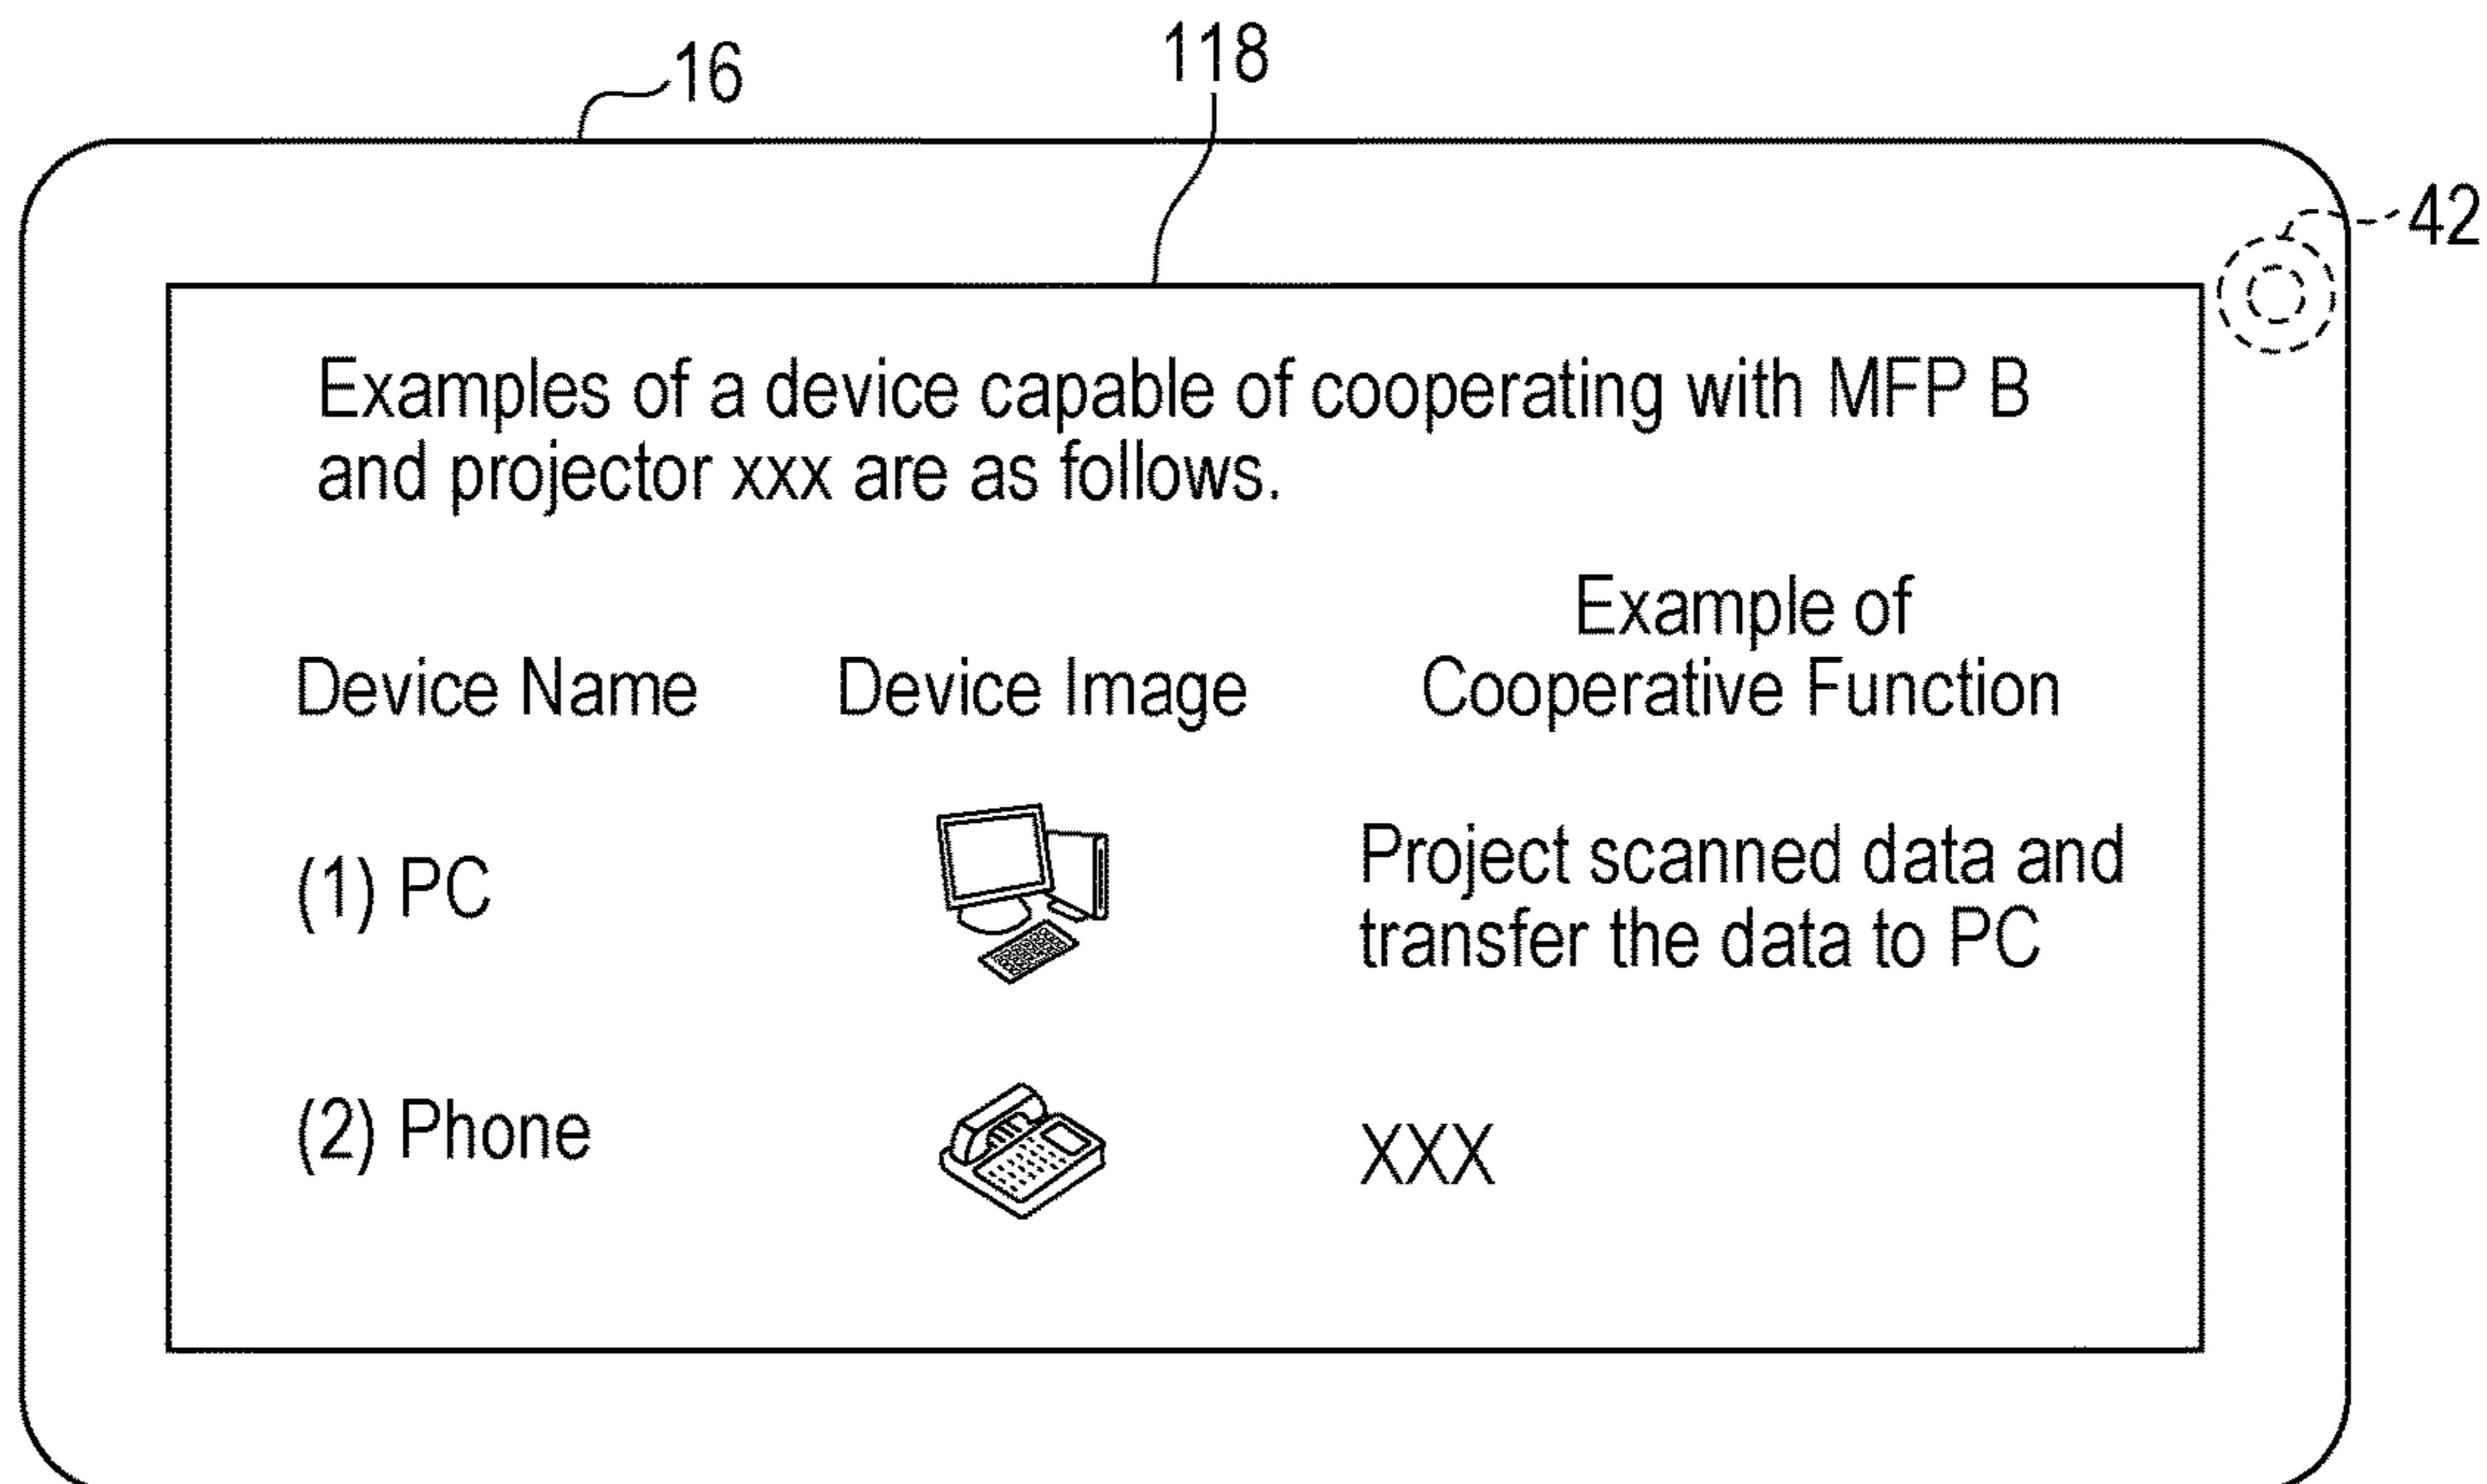 16
118
42
Examples of a device capable of cooperating with MFP B
and projector xxx are as follows.
Device Name
Device Image
Example of
Cooperative Function
(1) PC
Project scanned data and
transfer the data to PC
(2) Phone
XXX